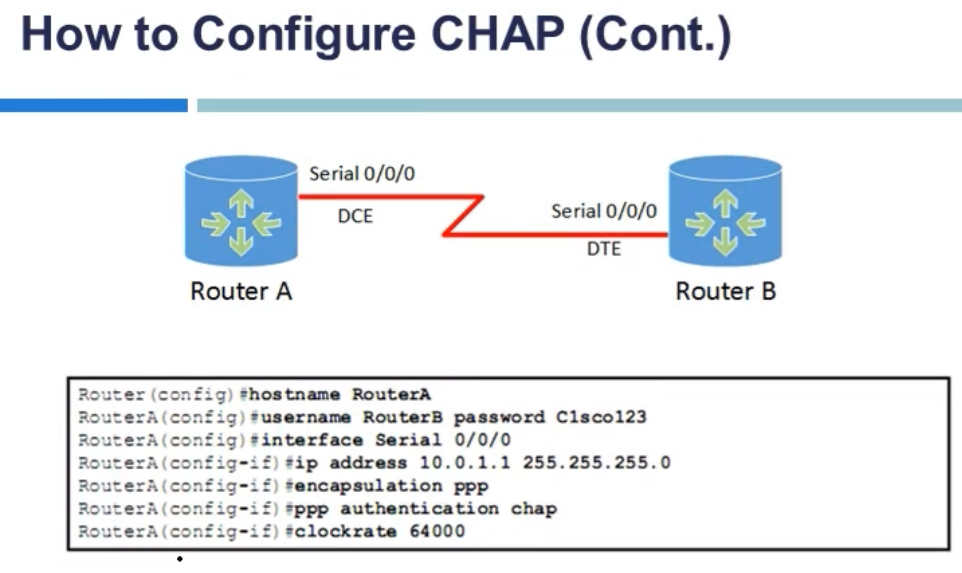 How to Configure CHAP (Cont.)
Serial 0/0/0
DCE
Serial 0/0/0
DTE
Router A
Router B
Router(config)#hostname RouterA
RouterA(config)#username RouterB password C1sco123
RouterA(config)#interface Serial 0/0/0
RouterA(config-if)#ip address 10.0.1.1 255.255.255.0
RouterA(config-if)#encapsulation ppp
RouterA(config-if)#ppp authentication chap
RouterA(config-if)#clockrate 64000